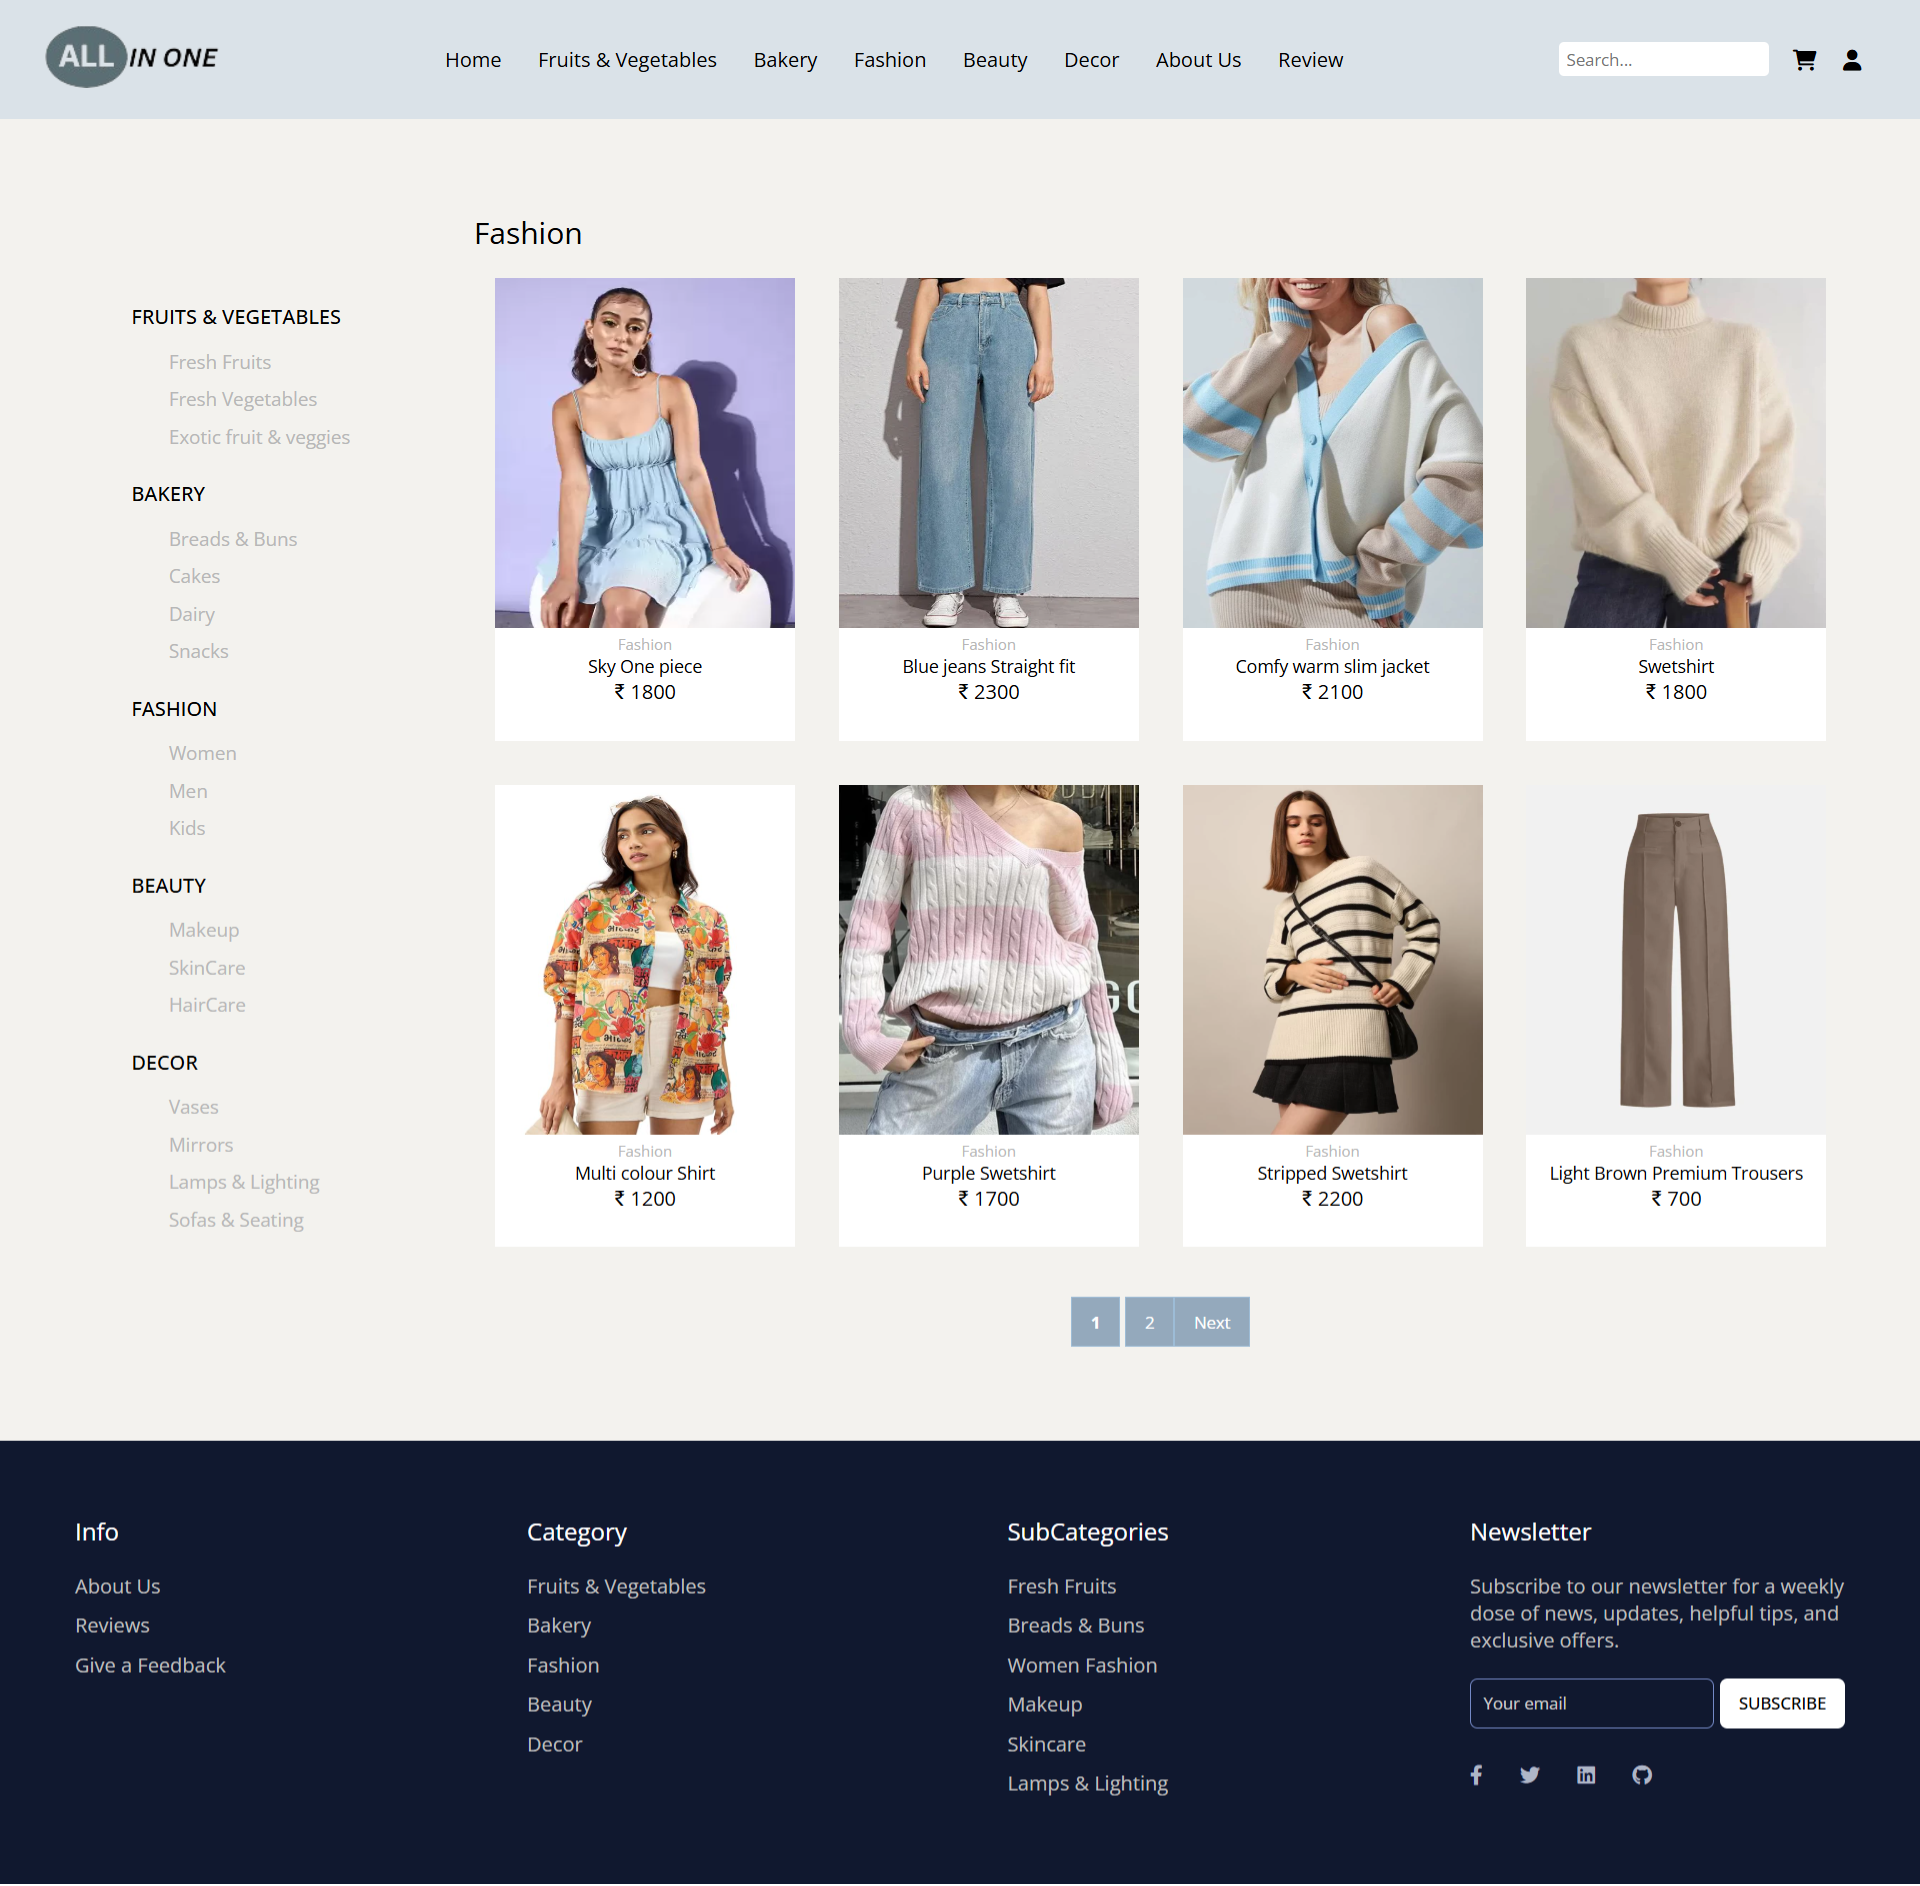 ALL IN ONE
Home Fruits & Vegetables Bakery Fashion Beauty Decor About Us Review
Search...
Fashion
FRUITS & VEGETABLES
Fresh Fruits
Fresh Vegetables
Exotic fruit & veggies
BAKERY
Breads & Buns
Cakes
Dairy
Snacks
FASHION
Women
Men
Kids
BEAUTY
Makeup
SkinCare
HairCare
DECOR
Vases
Mirrors
Lamps & Lighting
Sofas & Seating
Fashion
Sky One piece
₹ 1800
Fashion
Blue jeans Straight fit
₹ 2300
Fashion
Comfy warm slim jacket
₹ 2100
Fashion
Swetshirt
₹ 1800
Fashion
Multi colour Shirt
₹ 1200
Fashion
Purple Swetshirt
₹ 1700
Fashion
Stripped Swetshirt
₹ 2200
Fashion
Light Brown Premium Trousers
₹ 700
1 2 Next
Info
About Us
Reviews
Give a Feedback
Category
Fruits & Vegetables
Bakery
Fashion
Beauty
Decor
SubCategories
Fresh Fruits
Breads & Buns
Women Fashion
Makeup
Skincare
Lamps & Lighting
Newsletter
Subscribe to our newsletter for a weekly
dose of news, updates, helpful tips, and
exclusive offers.
Your email
SUBSCRIBE